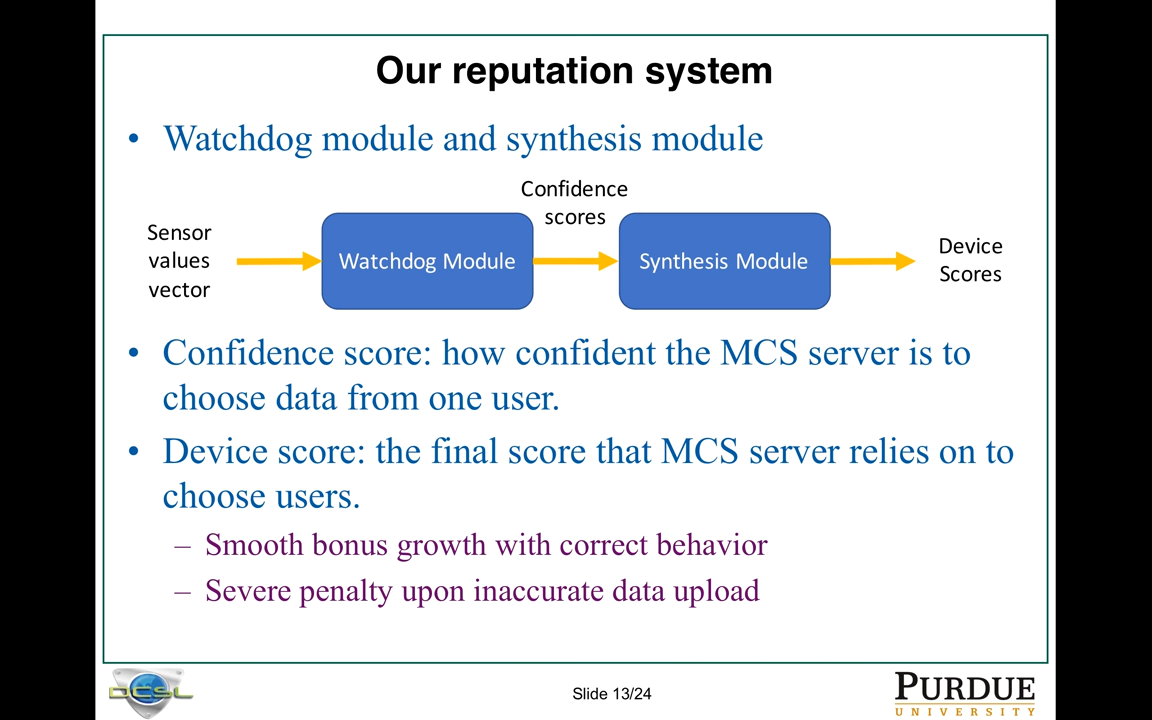 Our reputation system
• Watchdog module and synthesis module
Confidence
scores
Sensor
values
vector
Watchdog Module
Synthesis Module
Device
Scores
• Confidence score: how confident the MCS server is to
choose data from one user.
• Device score: the final score that MCS server relies on to
choose users.
– Smooth bonus growth with correct behavior
– Severe penalty upon inaccurate data upload
DCSL
Slide 13/24
PURDUE
UNIVERSITY